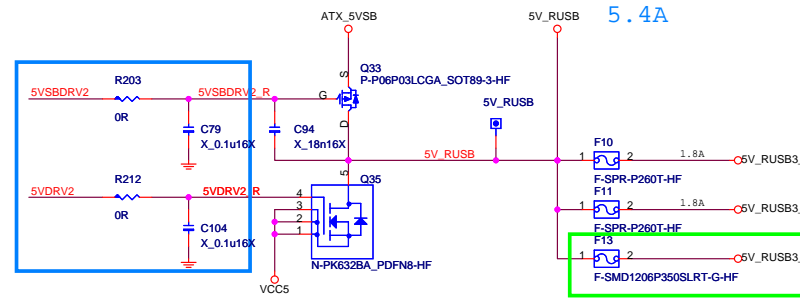 ATX_5VSB
5V_RUSB
5.4A
Q33
P-P06P03LCGA_SOT89-3-HF
S
G
D
R203
5VSBDRV2
5VSBDRV2_R
0R
C79
X_0.1u16X
C94
X_18n16X
5V_RUSB
5V_RUSB
F10
1
2
1.8A
5V_RUSB3_
F-SPR-P260T-HF
R212
5VDRV2
5VDRV2_R
0R
C104
X_0.1u16X
Q35
5
4
3
2
1
N-PK632BA_PDFN8-HF
VCC5
F11
1
2
1.8A
5V_RUSB3_
F-SPR-P260T-HF
F13
1
2
5V_RUSB3_
F-SMD1206P350SLRT-G-HF